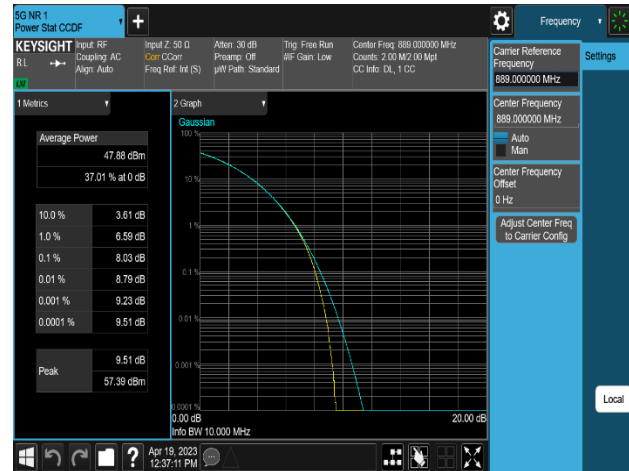 5G NR 1
Power Stat CCDF
Frequency
KEYSIGHT
RL
Input: RF
Coupling: AC
Align: Auto
Input Z: 50 Ω
Corr CCorr
Freq Ref: Int (S)
Atten: 30 dB
Preamp: Off
µW Path: Standard
Trig: Free Run
#IF Gain: Low
Center Freq: 889.000000 MHz
Counts: 2.00 M/2.00 Mpt
CC Info: DL, 1 CC
LNI
1 Metrics
Average Power
47.88 dBm
37.01 % at 0 dB
10.0 % 3.61 dB
1.0 % 6.59 dB
0.1 % 8.03 dB
0.01 % 8.79 dB
0.001 % 9.23 dB
0.0001 % 9.51 dB
Peak
9.51 dB
57.39 dBm
2 Graph
Gaussian
100 %
10 %
1 %
0.1 %
0.01 %
0.001 %
0.0001 %
0.00 dB 20.00 dB
Info BW 10.000 MHz
Carrier Reference
Frequency
889.000000 MHz
Settings
Center Frequency
889.000000 MHz
Auto
Man
Center Frequency
Offset
0 Hz
Adjust Center Freq
to Carrier Config
Local
?
Apr 19, 2023
12:37:11 PM